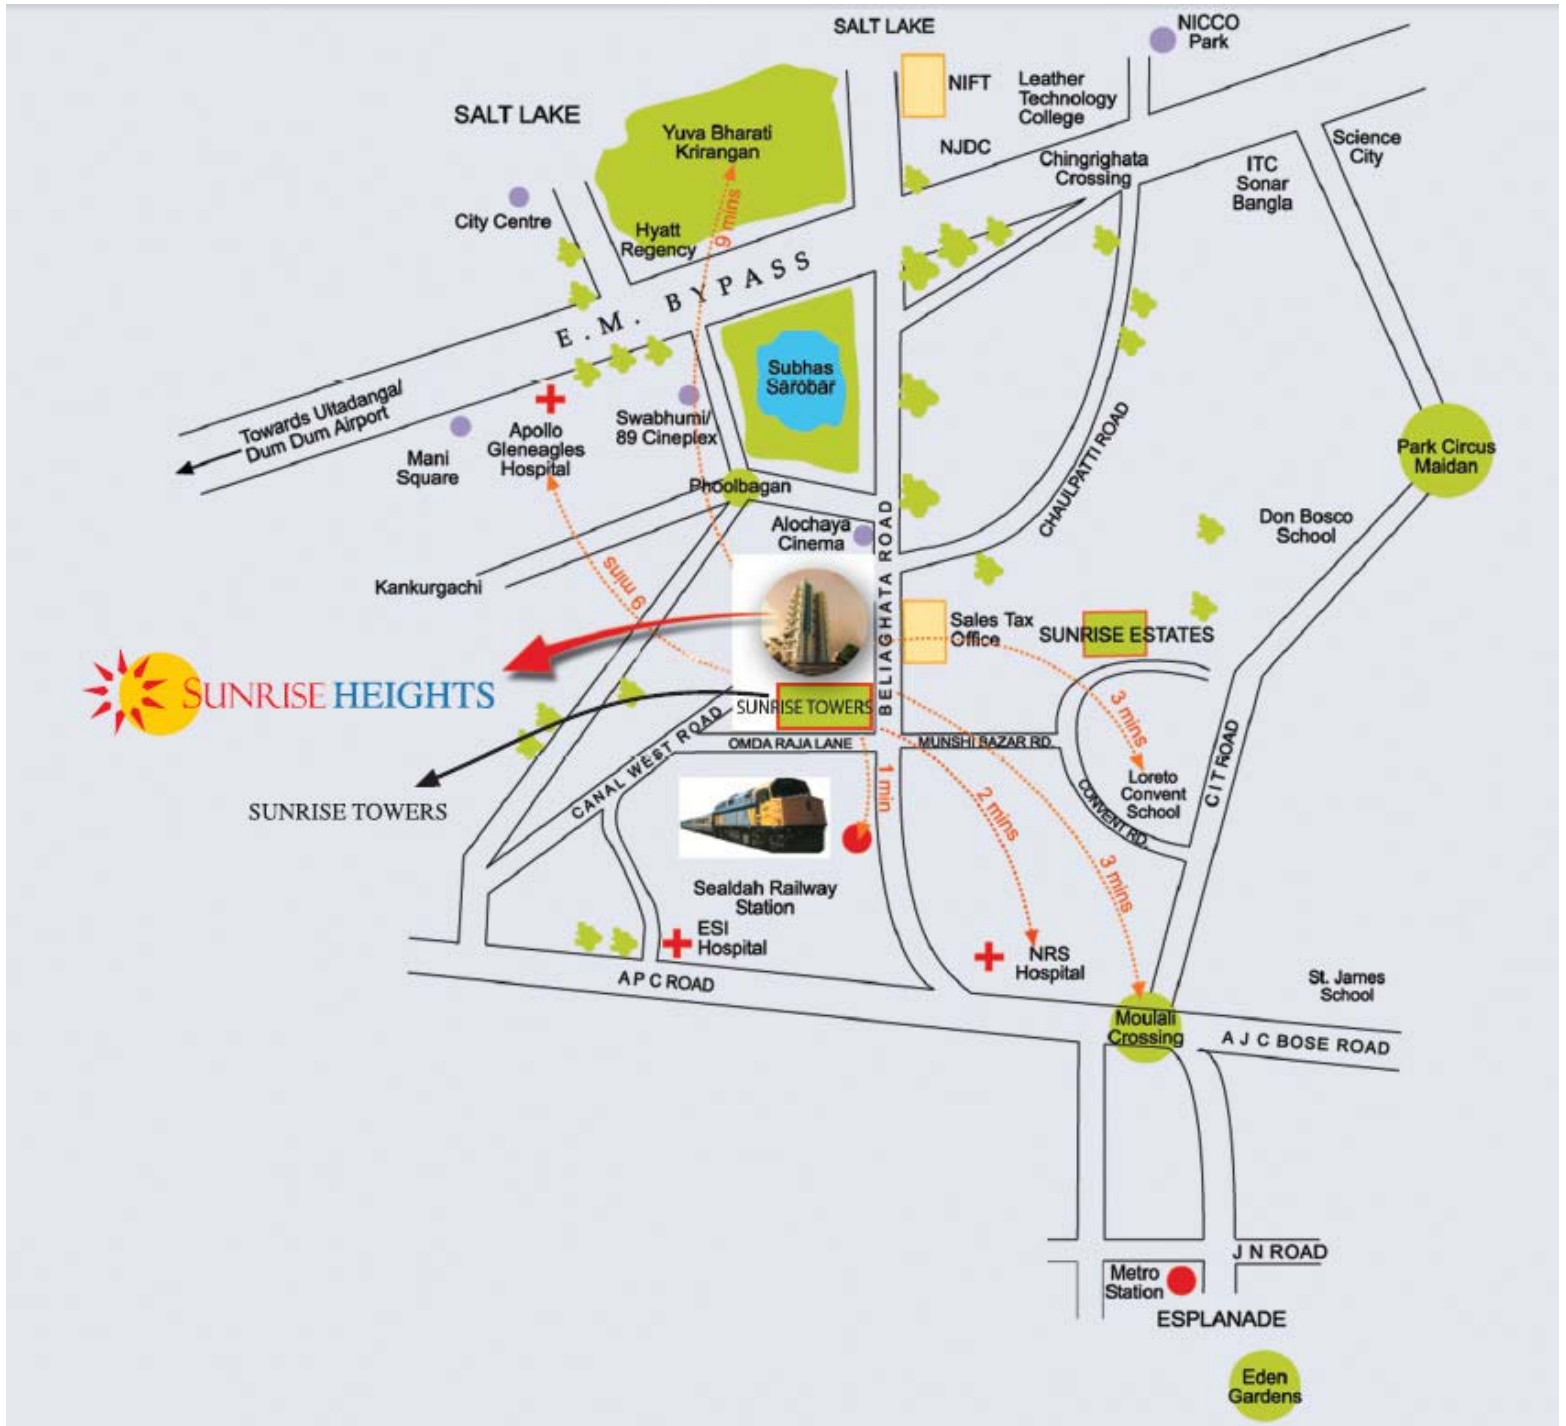 SALT LAKE
NICCO
Park
NIFT
Leather
Technology
College
SALT LAKE
Yuva Bharati
Krirangan
NJDC
Chingrighata
Crossing
Science
City
ITC
Sonar
Bangla
City Centre
Hyatt
Regency
9 mins
E. M. BYPASS
Subhas
Sarobar
Towards Ultadanga/
Dum Dum Airport
Mani
Square
Apollo
Gleneagles
Hospital
Swabhumi/
89 Cineplex
Phoolbagan
CHAULPATTI ROAD
Park Circus
Maidan
Alochaya
Cinema
BELIAGHATA ROAD
Don Bosco
School
Kankurgachi
9 mins
Sales Tax
Office
SUNRISE ESTATES
SUNRISE HEIGHTS
SUNRISE TOWERS
3 mins
CANAL WEST ROAD
OMDA RAJA LANE
MUNSHI BAZAR RD.
C I T ROAD
SUNRISE TOWERS
1 min
2 mins
Loreto
Convent
School
CONVENT RD.
3 mins
Sealdah Railway
Station
ESI
Hospital
NRS
Hospital
A P C ROAD
St. James
School
Moulali
Crossing
A J C BOSE ROAD
J N ROAD
Metro
Station
ESPLANADE
Eden
Gardens